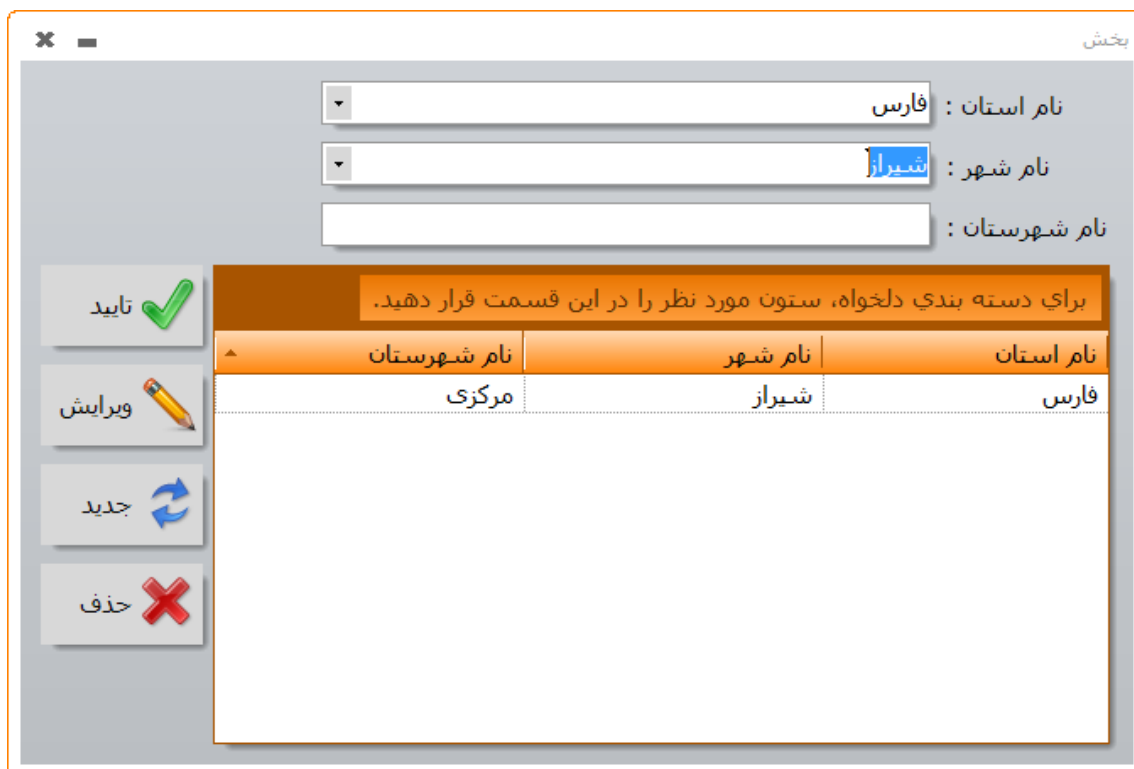 بخش
نام استان : فارس
نام شهر : شیراز
نام شهرستان :
براي دسته بندي دلخواه، ستون مورد نظر را در اين قسمت قرار دهيد.
نام استان نام شهر نام شهرستان
فارس شیراز مرکزی
تایید
ویرایش
جدید
حذف